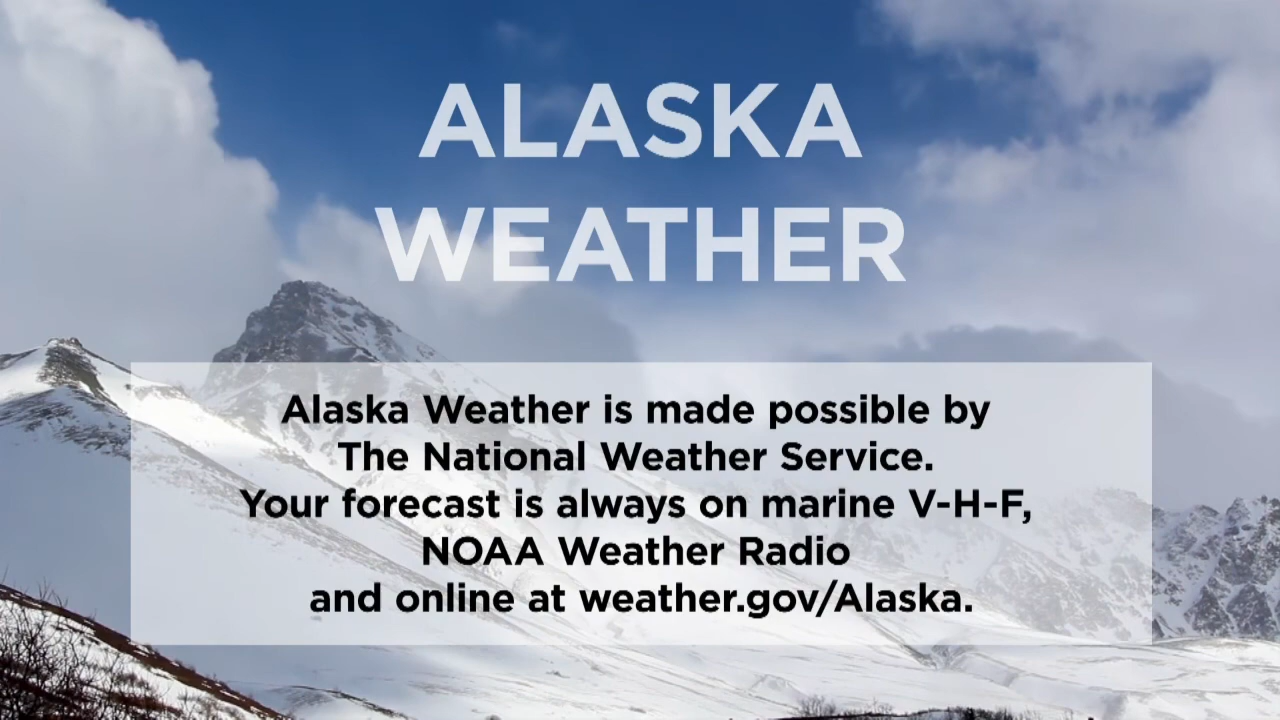 ALASKA
WEATHER
Alaska Weather is made possible by
The National Weather Service.
Your forecast is always on marine V-H-F,
NOAA Weather Radio
and online at weather.gov/Alaska.